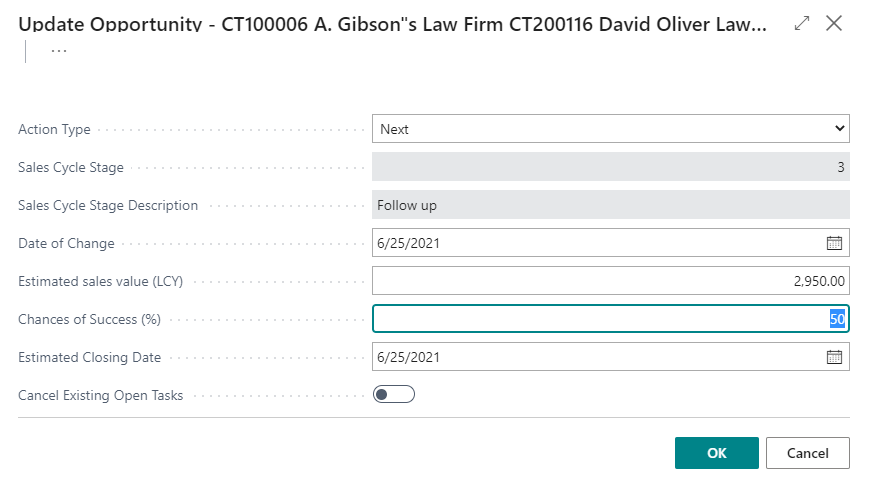 Update Opportunity - CT100006 A. Gibson"s Law Firm CT200116 David Oliver Law...
...
Action Type Next
Sales Cycle Stage 3
Sales Cycle Stage Description Follow up
Date of Change 6/25/2021
Estimated sales value (LCY) 2,950.00
Chances of Success (%) 50
Estimated Closing Date 6/25/2021
Cancel Existing Open Tasks
OK Cancel